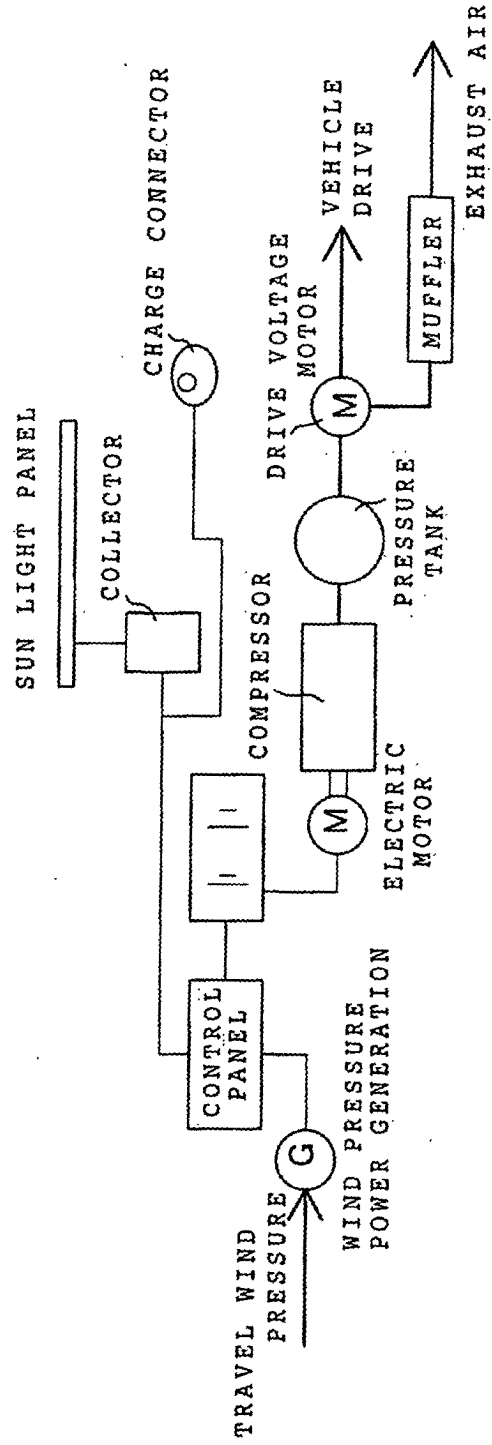 SUN LIGHT PANEL
COLLECTOR
CHARGE CONNECTOR
COMPRESSOR
DRIVE VOLTAGE
MOTOR
VEHICLE
DRIVE
M
MUFFLER
EXHAUST AIR
PRESSURE
TANK
M
ELECTRIC
MOTOR
CONTROL
PANEL
G
TRAVEL WIND
PRESSURE
WIND PRESSURE
POWER GENERATION